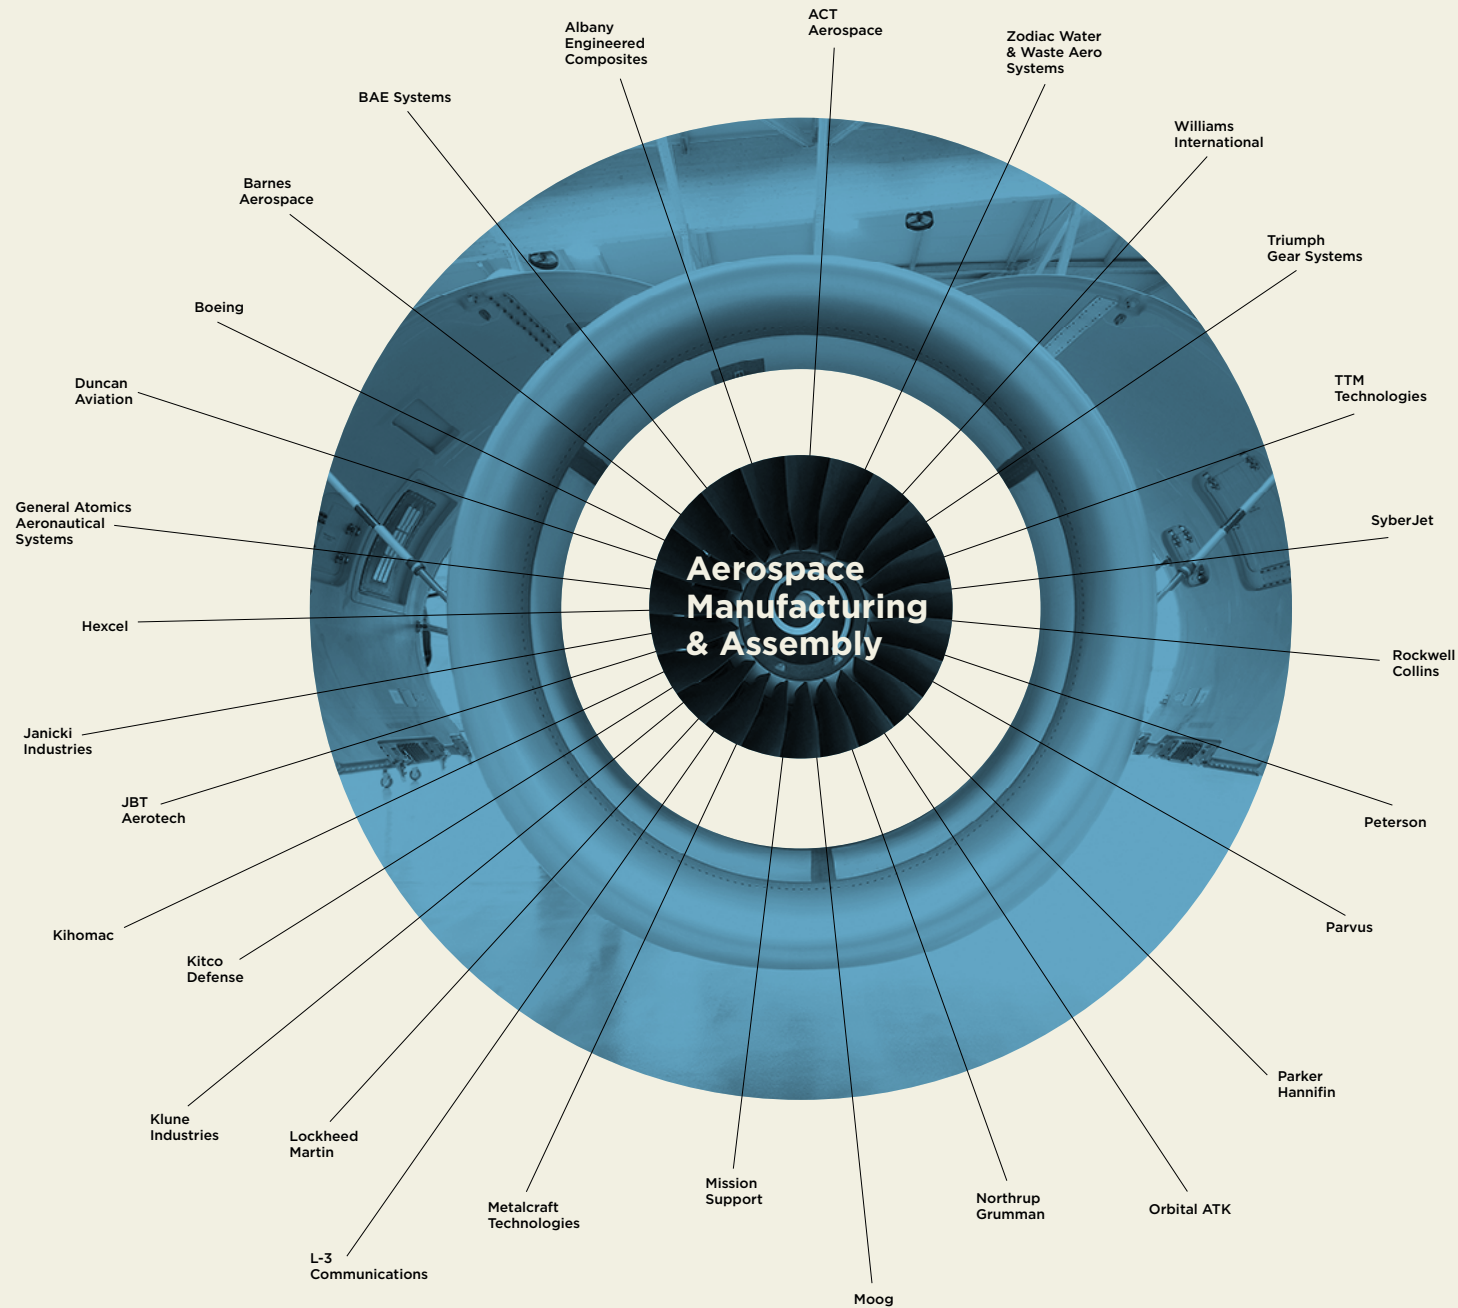 ACT
Aerospace
Zodiac Water
& Waste Aero
Systems
Williams
International
Triumph
Gear Systems
TTM
Technologies
SyberJet
Rockwell
Collins
Peterson
Parvus
Parker
Hannifin
Orbital ATK
Northrup
Grumman
Moog
Mission
Support
Metalcraft
Technologies
L-3
Communications
Lockheed
Martin
Klune
Industries
Kitco
Defense
Kihomac
JBT
Aerotech
Janicki
Industries
Hexcel
General Atomics
Aeronautical
Systems
Duncan
Aviation
Boeing
Barnes
Aerospace
BAE Systems
Albany
Engineered
Composites
Aerospace
Manufacturing
& Assembly